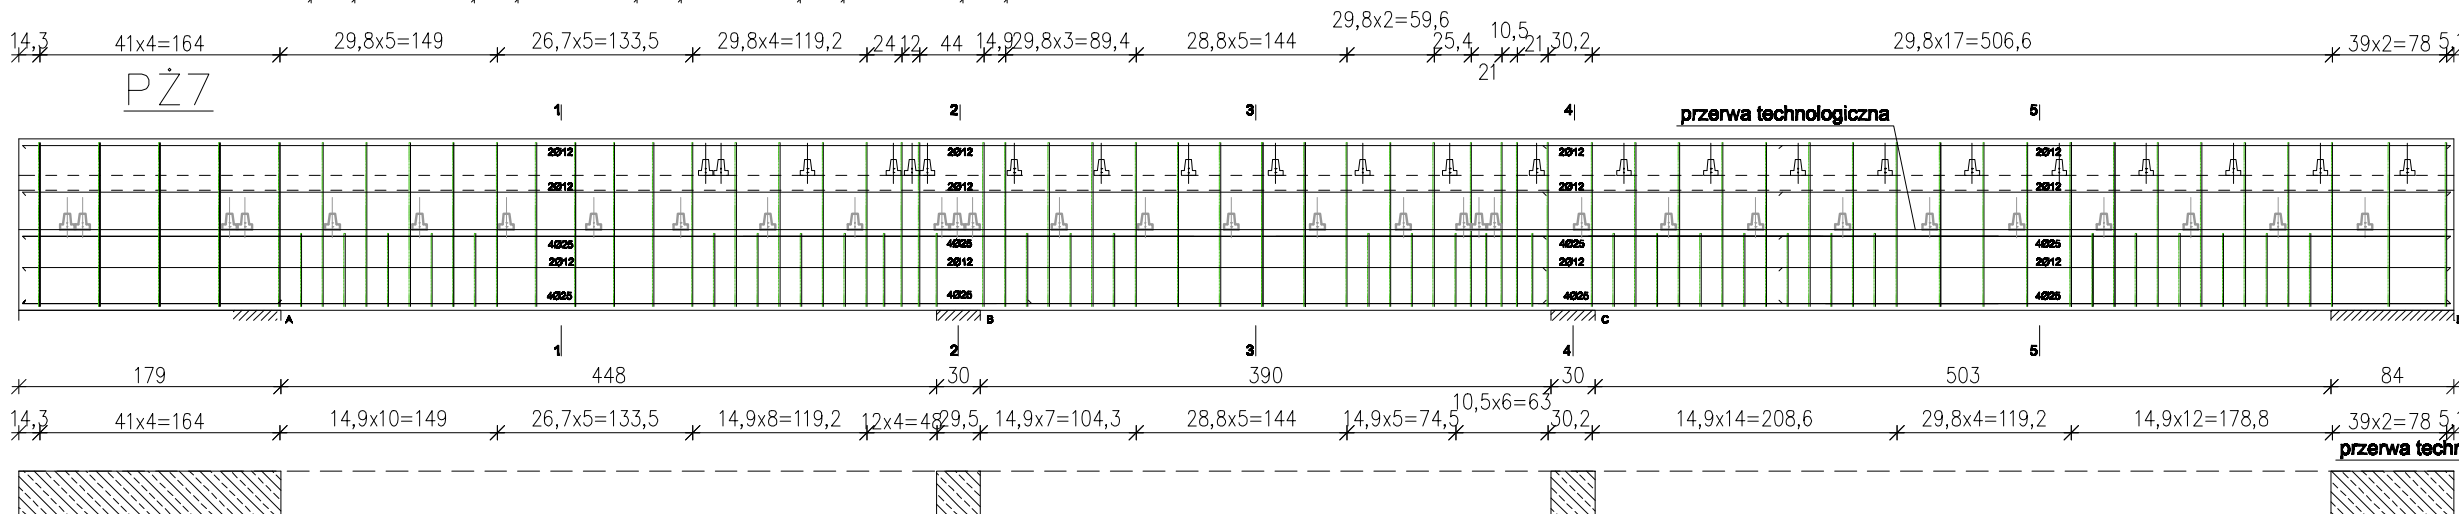 29,8x2=59,6
14,3 41x4=164 29,8x5=149 26,7x5=133,5 29,8x4=119,2 24 12 44 14,9 29,8x3=89,4 28,8x5=144 25,4 10,5 21 30,2 29,8x17=506,6 39x2=78
21
PŻ7
1 2 3 4 5
przerwa technologiczna
2Ø12 2Ø12 2Ø12 2Ø12
2Ø12 2Ø12 2Ø12 2Ø12
4Ø25 4Ø25 4Ø25 4Ø25
2Ø12 2Ø12 2Ø12 2Ø12
4Ø25 4Ø25 4Ø25 4Ø25
A B C
1 2 3 4 5
179 448 30 390 30 503 84
10,5x6=63
14,3 41x4=164 14,9x10=149 26,7x5=133,5 14,9x8=119,2 12x4=48 29,5 14,9x7=104,3 28,8x5=144 14,9x5=74,5 30,2 14,9x14=208,6 29,8x4=119,2 14,9x12=178,8 39x2=78
przerwa techn